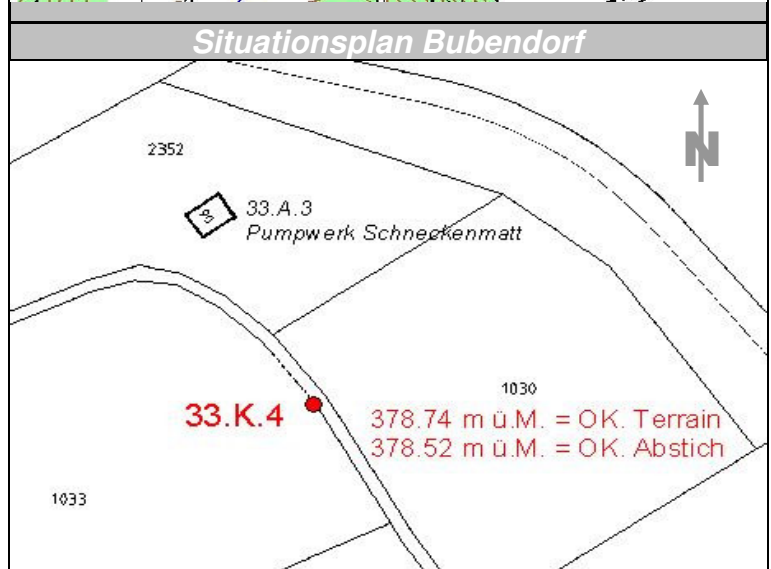 Situationsplan Bubendorf
N
2352
33.A.3
Pumpwerk Schneckenmatt
1030
33.K.4
378.74 m ü.M. = OK. Terrain
378.52 m ü.M. = OK. Abstich
1033